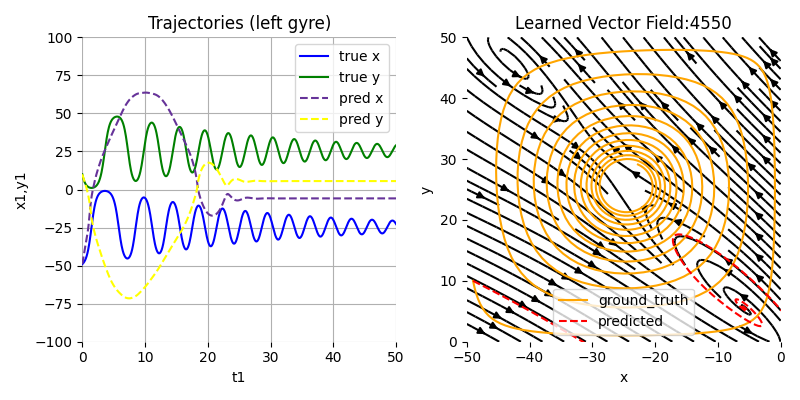 Trajectories (left gyre)
x1,y1
100
75
50
25
0
−25
−50
−75
−100
true x
true y
pred x
pred y
0 10 20 30 40 50
t1
Learned Vector Field:4550
y
50
40
30
20
10
0
ground_truth
predicted
−50 −40 −30 −20 −10 0
x